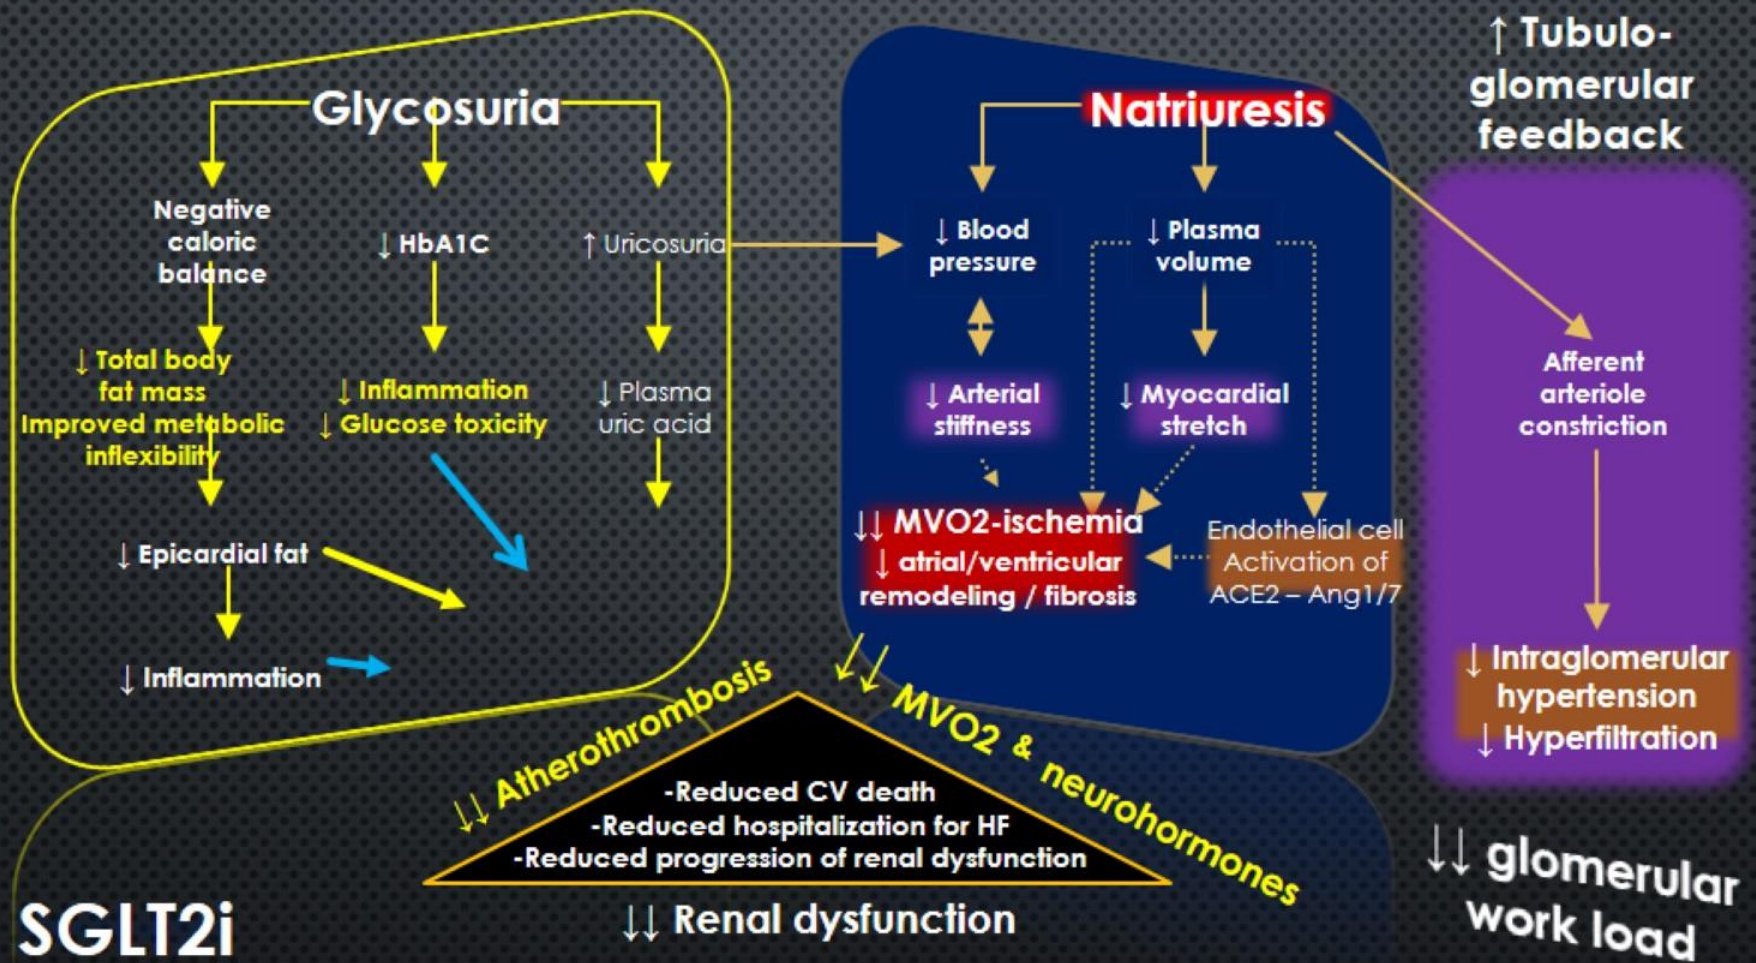 Glycosuria
Negative
caloric
balance
↓ HbA1C
↑ Uricosuria
↓ Total body
fat mass
Improved metabolic
inflexibility
↓ Inflammation
↓ Glucose toxicity
↓ Plasma
uric acid
↓ Epicardial fat
↓ Inflammation
Natriuresis
↓ Blood
pressure
↓ Plasma
volume
↓ Arterial
stiffness
↓ Myocardial
stretch
↓↓ MVO2-ischemia
↓ atrial/ventricular
remodeling / fibrosis
Endothelial cell
Activation of
ACE2 – Ang1/7
↑ Tubulo-
glomerular
feedback
Afferent
arteriole
constriction
↓ Intraglomerular
hypertension
↓ Hyperfiltration
↓↓ glomerular
work load
↓↓ Atherothrombosis
↓↓ MVO2 & neurohormones
-Reduced CV death
-Reduced hospitalization for HF
-Reduced progression of renal dysfunction
↓↓ Renal dysfunction
SGLT2i